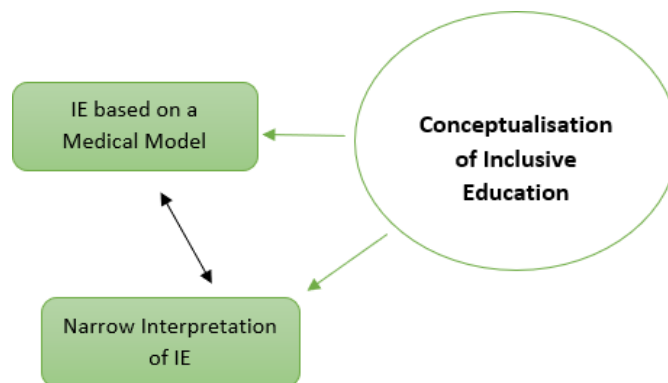 IE based on a
Medical Model
Conceptualisation
of Inclusive
Education
Narrow Interpretation
of IE